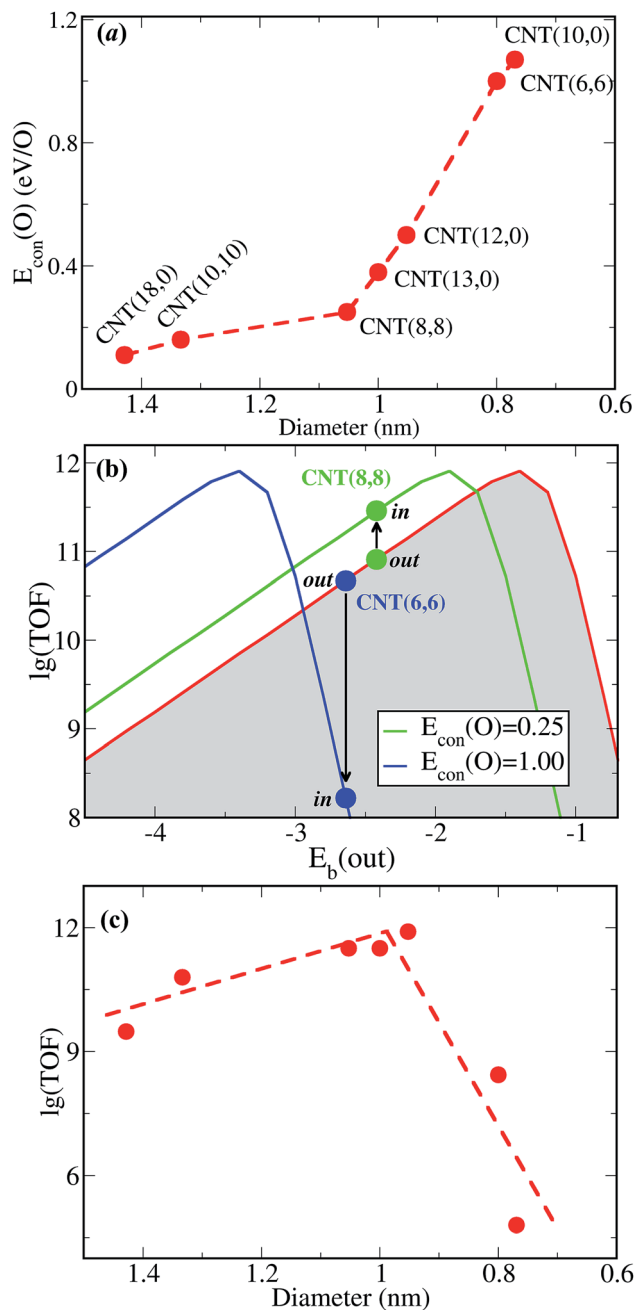 (a)
1.2
0.8
0.4
0
E_con(O) (eV/O)
CNT(10,0)
CNT(6,6)
CNT(12,0)
CNT(13,0)
CNT(8,8)
CNT(18,0)
CNT(10,10)
1.4 1.2 1 0.8 0.6
Diameter (nm)
(b)
12
11
10
9
8
lg(TOF)
CNT(8,8)
in
out
out
CNT(6,6)
in
E_con(O)=0.25
E_con(O)=1.00
-4 -3 -2 -1
E_b(out)
(c)
12
9
6
lg(TOF)
1.4 1.2 1 0.8 0.6
Diameter (nm)